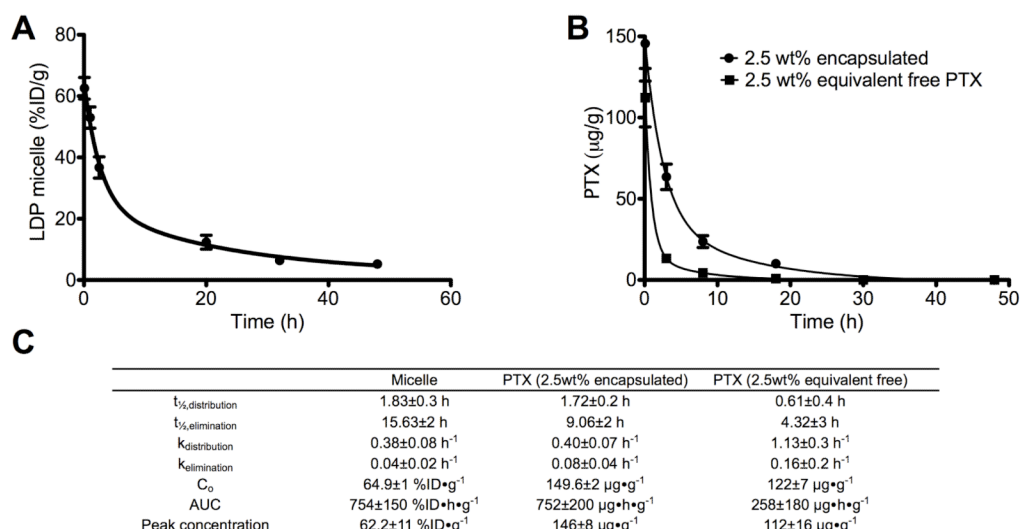 A
80
60
40
20
0
0 20 40 60
LDP micelle (%ID/g)
Time (h)
B
150
100
50
0
0 10 20 30 40 50
PTX (µg/g)
Time (h)
2.5 wt% encapsulated
2.5 wt% equivalent free PTX
C
Micelle PTX (2.5wt% encapsulated) PTX (2.5wt% equivalent free)
t½,distribution 1.83±0.3 h 1.72±0.2 h 0.61±0.4 h
t½,elimination 15.63±2 h 9.06±2 h 4.32±3 h
kdistribution 0.38±0.08 h-1 0.40±0.07 h-1 1.13±0.3 h-1
kelimination 0.04±0.02 h-1 0.08±0.04 h-1 0.16±0.2 h-1
Co 64.9±1 %ID•g-1 149.6±2 µg•g-1 122±7 µg•g-1
AUC 754±150 %ID•h•g-1 752±200 µg•h•g-1 258±180 µg•h•g-1
Peak concentration 62.2±11 %ID•g-1 146±8 µg•g-1 112±16 µg•g-1